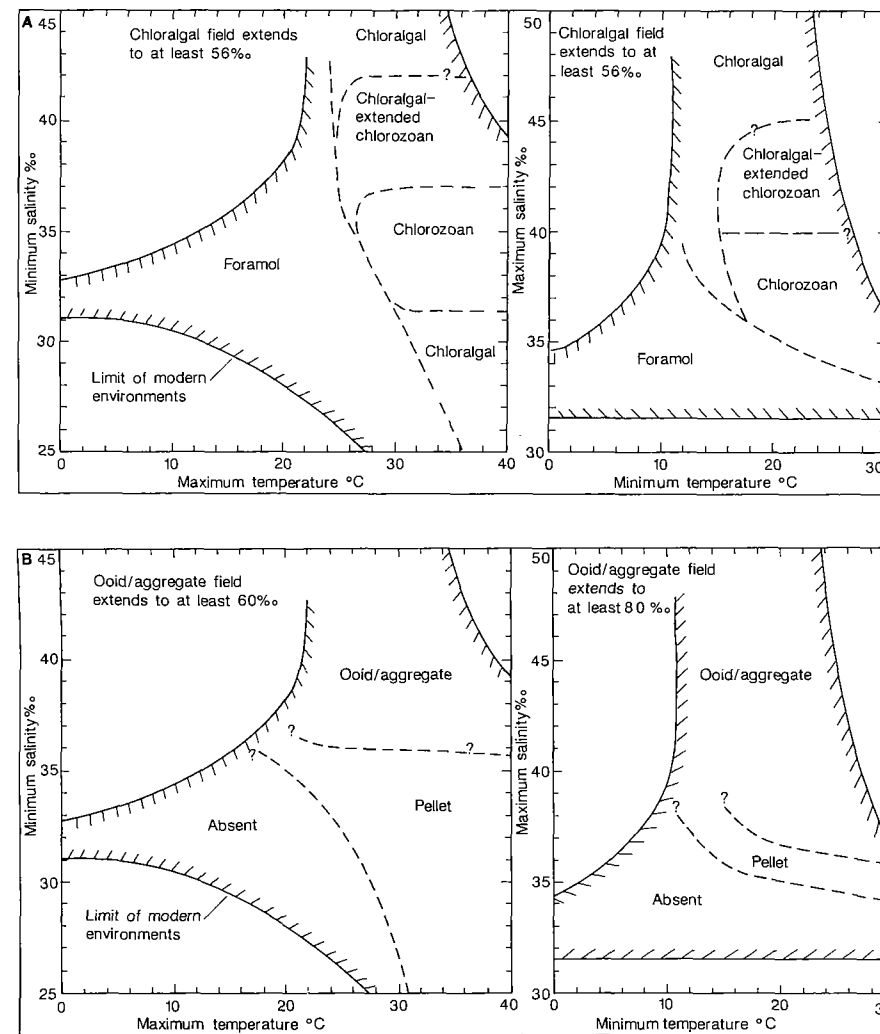 A
45
40
35
30
25
Minimum salinity ‰
Chloralgal field extends
to at least 56‰
Chloralgal
?
Chloralgal–
extended
chlorozoan
Chlorozoan
Foramol
Chloralgal
Limit of modern
environments
0 10 20 30 40
Maximum temperature °C
50
45
40
35
30
Maximum salinity ‰
Chloralgal field
extends to at
least 56‰
Chloralgal
?
Chloralgal–
extended
chlorozoan
?
Chlorozoan
Foramol
0 10 20 30
Minimum temperature °C
B
45
40
35
30
25
Minimum salinity‰
Ooid/aggregate field
extends to at least 60‰
Ooid/aggregate
?
?
?
Pellet
Absent
Limit of modern
environments
0 10 20 30 40
Maximum temperature °C
50
45
40
35
30
Maximum salinity‰
Ooid/aggregate field
extends to
at least 80 ‰
Ooid/aggregate
?
?
Pellet
Absent
0 10 20
Minimum temperature °C